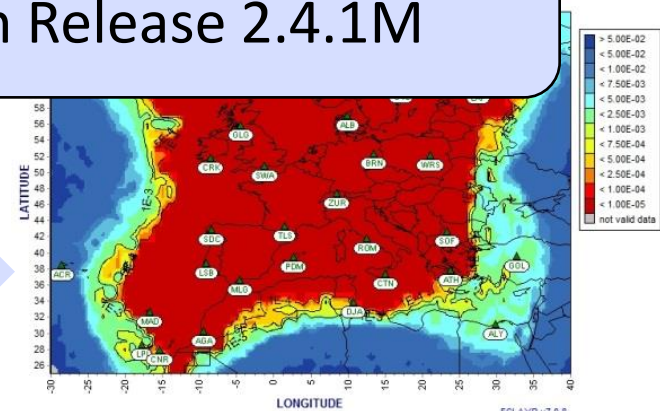 n Release 2.4.1M
> 5.00E-02
< 5.00E-02
< 1.00E-02
< 7.50E-03
< 5.00E-03
< 2.50E-03
< 1.00E-03
< 7.50E-04
< 5.00E-04
< 2.50E-04
< 1.00E-04
< 1.00E-05
not valid data
LATITUDE
58
56
54
52
50
48
46
44
42
40
38
36
34
32
30
28
26
GLG
ALB
CRK
SWA
BRN
WRS
ZUR
1E-3
SDC
TLS
ROM
SOF
ACR
LSB
PDM
CTN
ATH
GOL
MLG
MAD
DJA
AGA
ALY
LPI
CNR
-30
-25
-20
-15
-10
-5
0
5
10
15
20
25
30
35
40
LONGITUDE